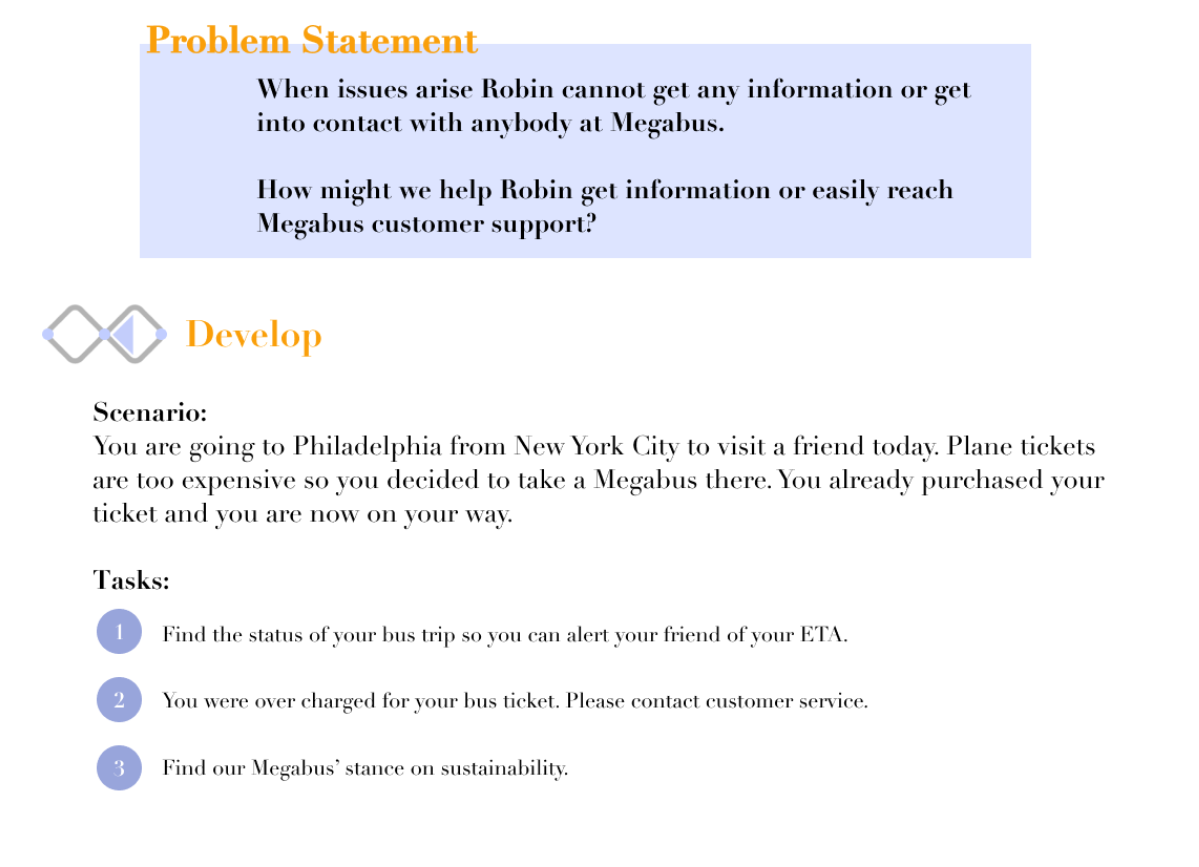 Problem Statement
When issues arise Robin cannot get any information or get
into contact with anybody at Megabus.
How might we help Robin get information or easily reach
Megabus customer support?
Develop
Scenario:
You are going to Philadelphia from New York City to visit a friend today. Plane tickets
are too expensive so you decided to take a Megabus there. You already purchased your
ticket and you are now on your way.
Tasks:
1 Find the status of your bus trip so you can alert your friend of your ETA.
2 You were over charged for your bus ticket. Please contact customer service.
3 Find our Megabus’ stance on sustainability.